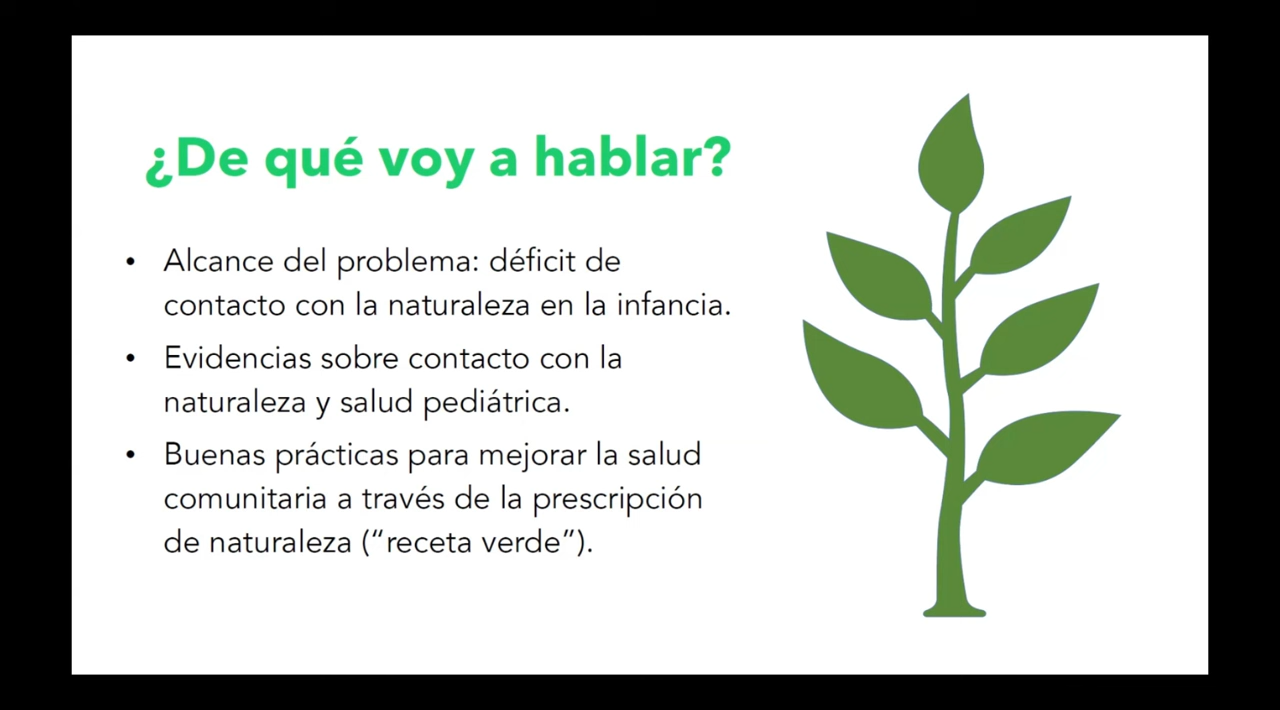 ¿De qué voy a hablar?
• Alcance del problema: déficit de
contacto con la naturaleza en la infancia.
• Evidencias sobre contacto con la
naturaleza y salud pediátrica.
• Buenas prácticas para mejorar la salud
comunitaria a través de la prescripción
de naturaleza (“receta verde”).